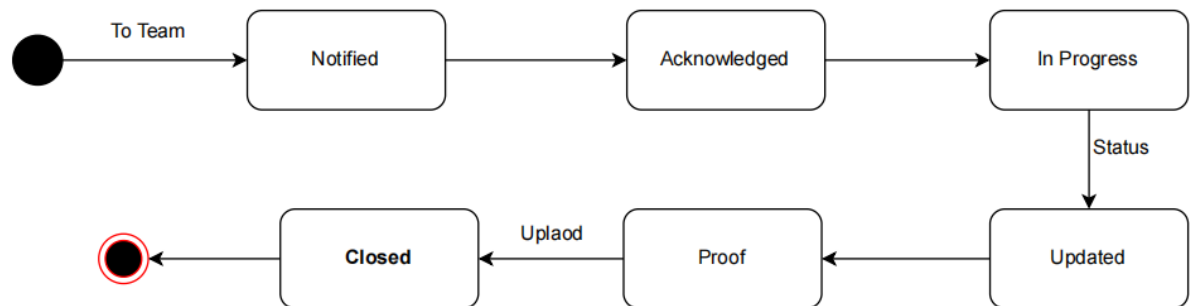 To Team
Notified
Acknowledged
In Progress
Status
Closed
Uplaod
Proof
Updated